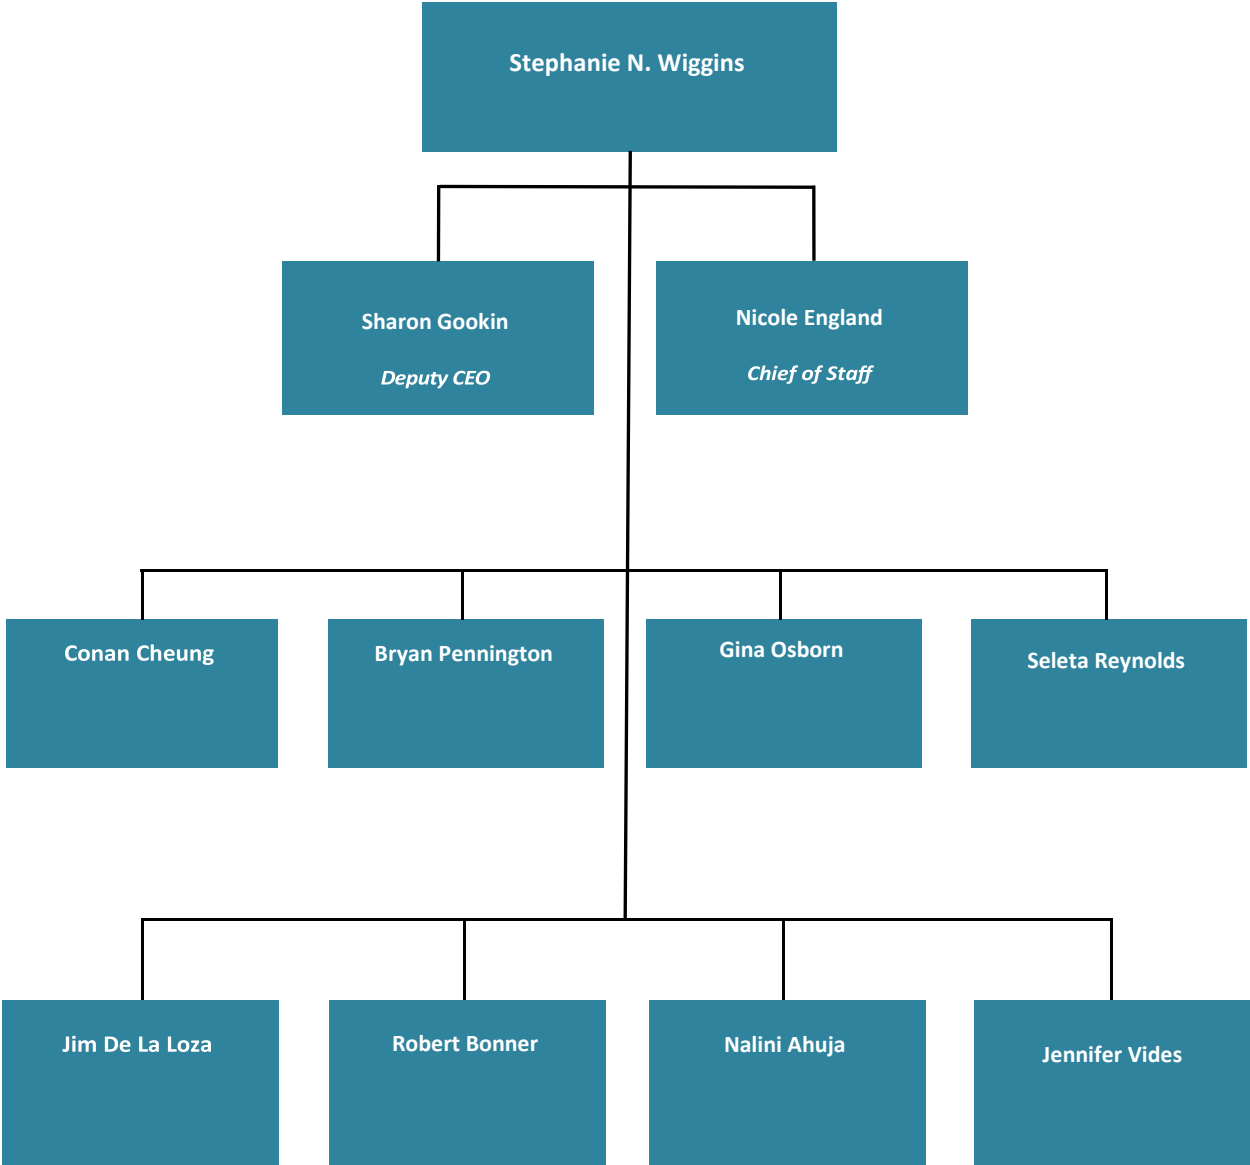 Stephanie N. Wiggins
Sharon Gookin
Deputy CEO
Nicole England
Chief of Staff
Conan Cheung
Bryan Pennington
Gina Osborn
Seleta Reynolds
Jim De La Loza
Robert Bonner
Nalini Ahuja
Jennifer Vides